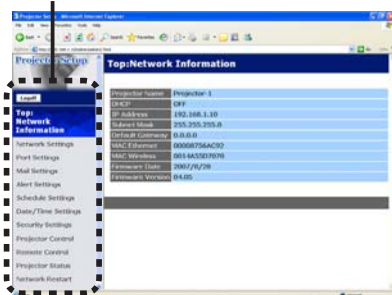 Projector Setup
Logoff
Top:
Network
Information
Network Settings
Port Settings
Mail Settings
Alert Settings
Schedule Settings
Date/Time Settings
Security Settings
Projector Control
Remote Control
Projector Status
Network Restart
Top:Network Information
Projector Name Projector-1
DHCP OFF
IP Address 192.168.1.10
Subnet Mask 255.255.255.0
Default Gateway 0.0.0.0
MAC Ethernet 00008756AC92
MAC Wireless
Firmware Date 2007/8/28
Firmware Version 04.05